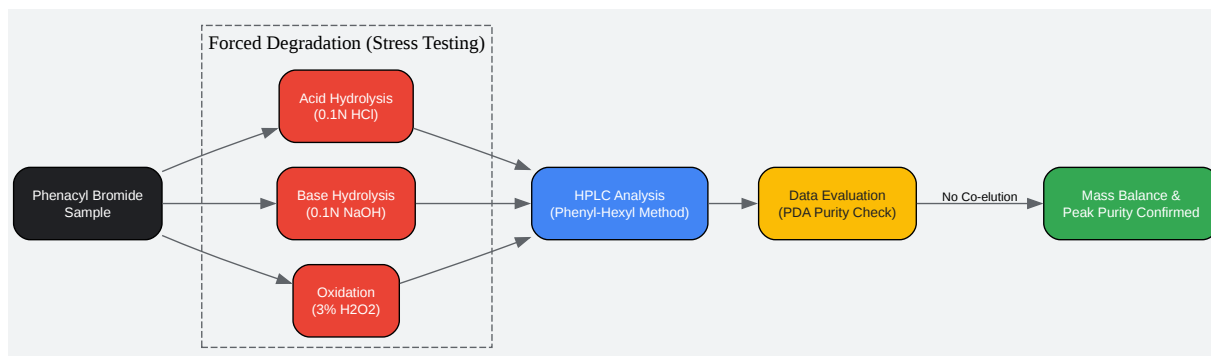 Forced Degradation (Stress Testing)
Acid Hydrolysis
(0.1N HCl)
Phenacyl Bromide
Sample
Base Hydrolysis
(0.1N NaOH)
Oxidation
(3% H2O2)
HPLC Analysis
(Phenyl-Hexyl Method)
Data Evaluation
(PDA Purity Check)
No Co-elution
Mass Balance &
Peak Purity Confirmed